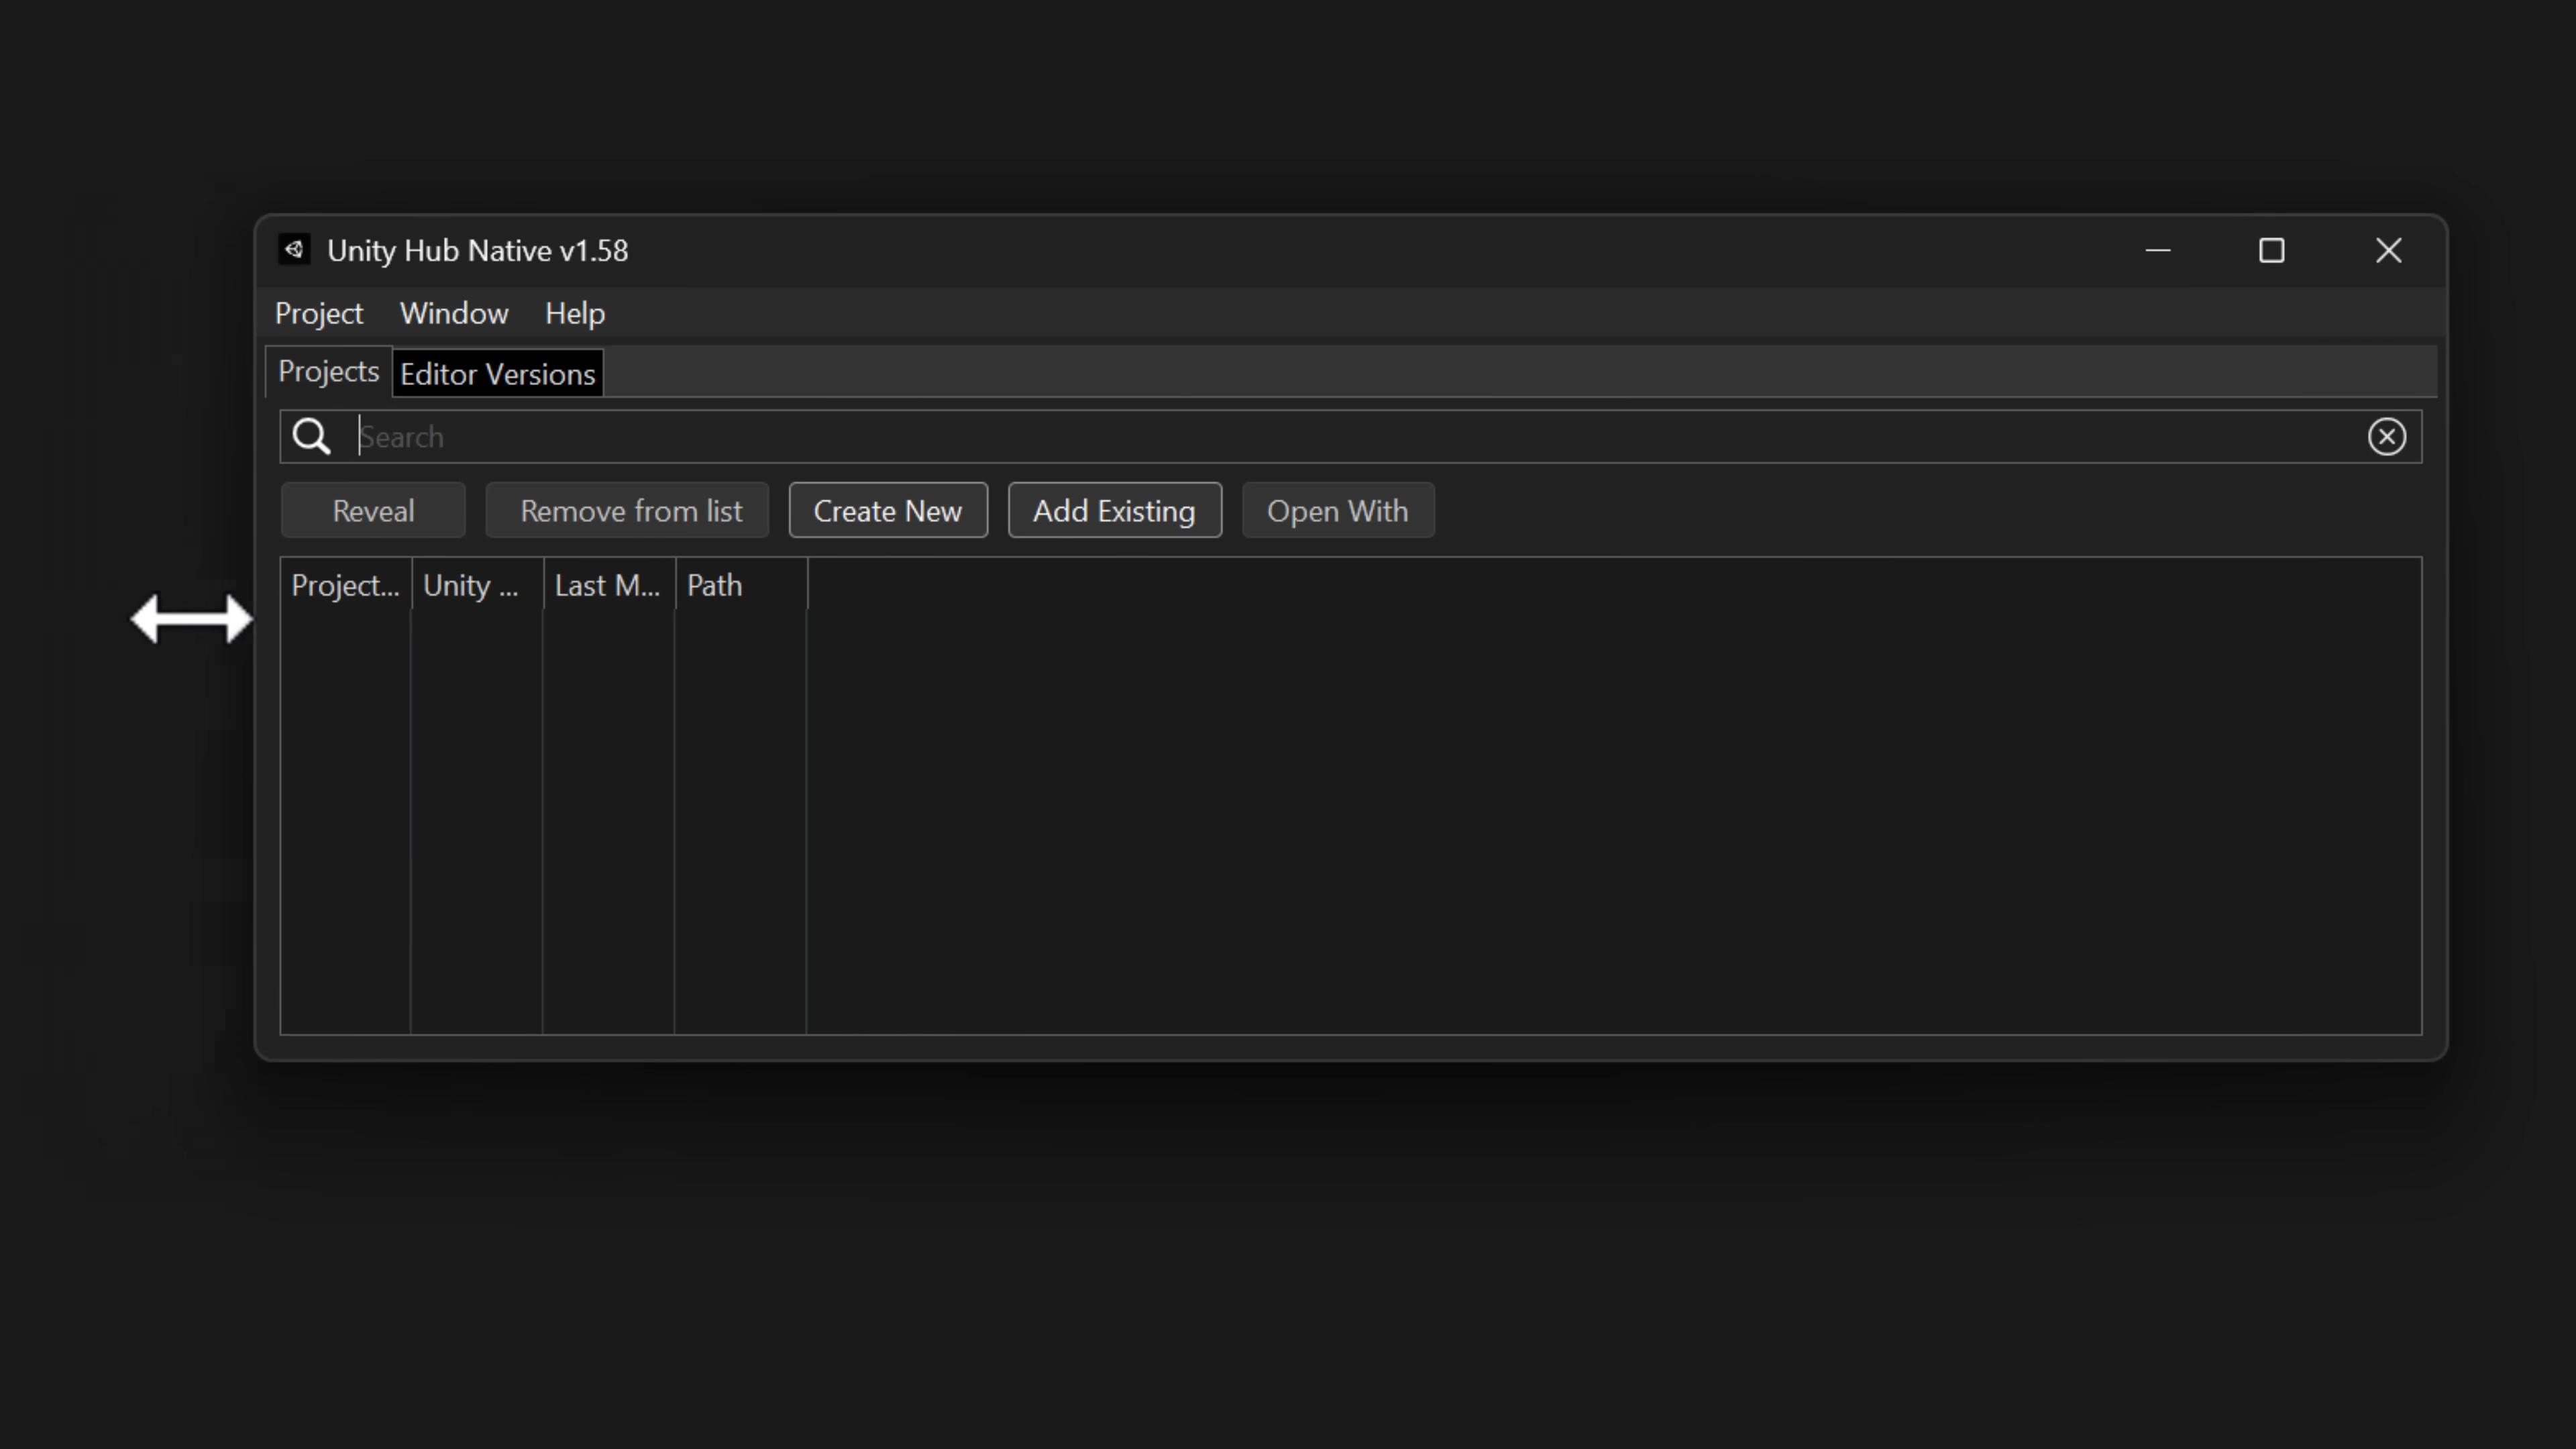 Unity Hub Native v1.58
Project Window Help
Projects Editor Versions
Search
Reveal Remove from list Create New Add Existing Open With
Project... Unity ... Last M... Path